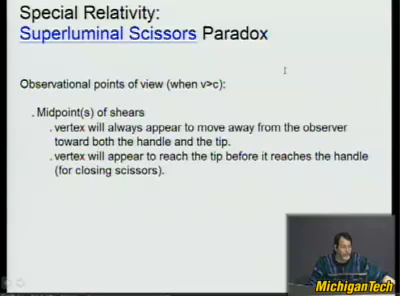 Special Relativity:
Superluminal Scissors Paradox
Observational points of view (when v>c):
. Midpoint(s) of shears
. vertex will always appear to move away from the observer
toward both the handle and the tip.
. vertex will appear to reach the tip before it reaches the handle
(for closing scissors).
MichiganTech